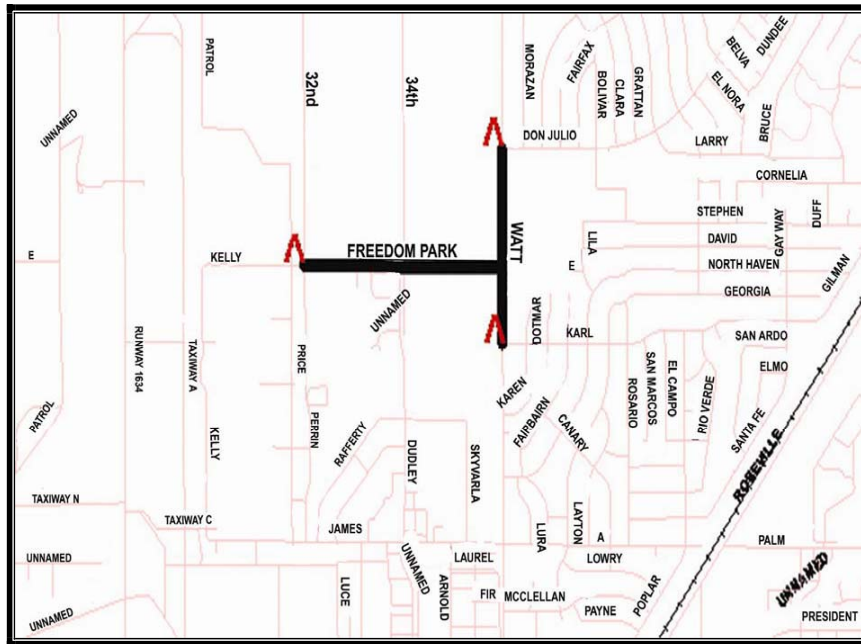 PATROL
32nd
34th
MORAZAN
FAIRFAX
BOLIVAR
CLARA
GRATTAN
BELVA
DUNDEE
EL NORA
BRUCE
UNNAMED
DON JULIO
LARRY
CORNELIA
STEPHEN
GAY WAY
DUFF
WATT
LILA
DAVID
E
KELLY
FREEDOM PARK
E
NORTH HAVEN
GILMAN
GEORGIA
UNNAMED
DOTMAR
KARL
SAN ARDO
RUNWAY 1634
TAXIWAY A
PRICE
ELMO
KAREN
ROSARIO
SAN MARCOS
EL CAMPO
RIO VERDE
PATROL
KELLY
PERRIN
RAFFERTY
DUDLEY
SKYVARLA
FAIRBAIRN
CANARY
SANTA FE
ROSEVILLE
TAXIWAY N
TAXIWAY C
JAMES
LURA
LAYTON
A
PALM
UNNAMED
LAUREL
LOWRY
UNNAMED
LUCE
UNNAMED
ARNOLD
FIR
MCCLELLAN
PAYNE
POPLAR
UNNAMED
PRESIDENT